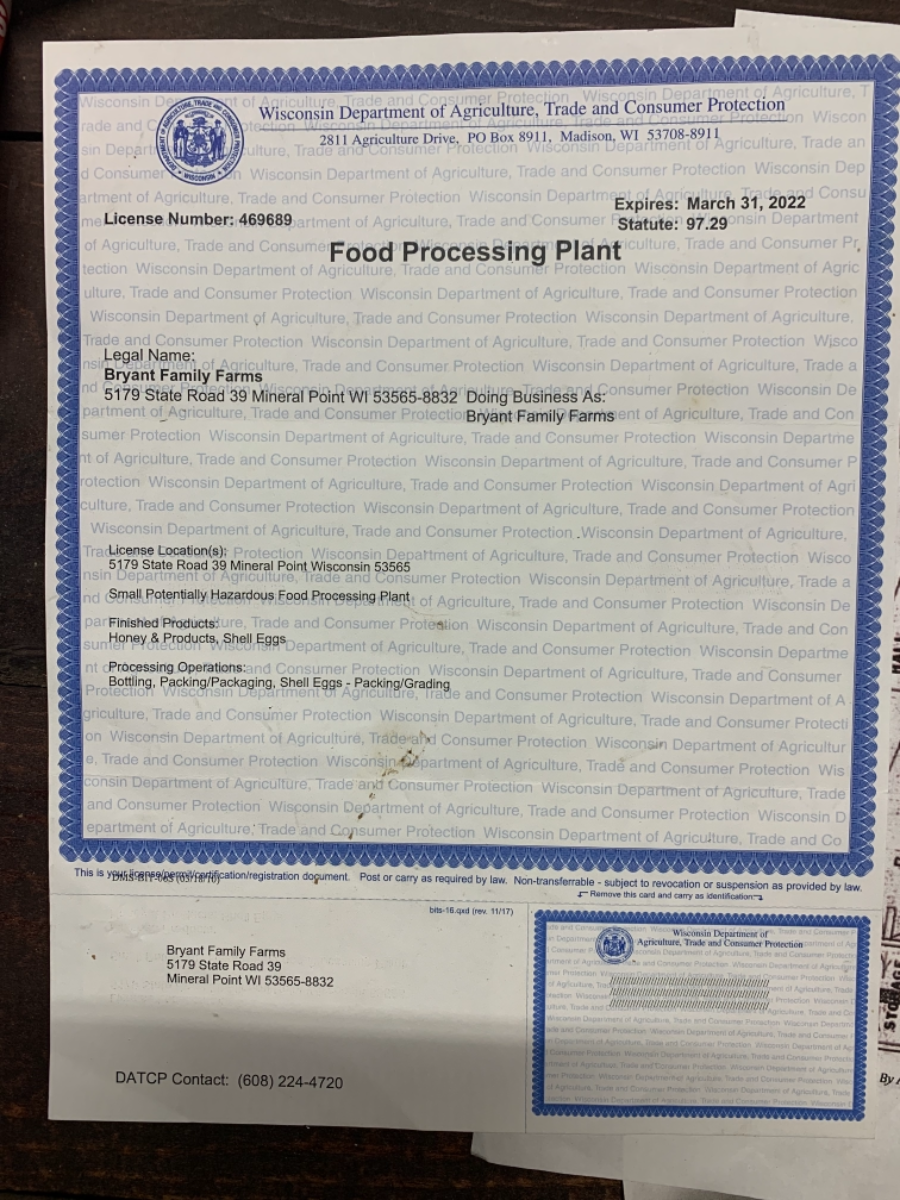 Wisconsin Department of Agriculture, Trade and Consumer Protection
2811 Agriculture Drive, PO Box 8911, Madison, WI 53708-8911
License Number: 469689
Expires: March 31, 2022
Statute: 97.29
Food Processing Plant
Legal Name:
Bryant Family Farms
5179 State Road 39 Mineral Point WI 53565-8832 Doing Business As:
Bryant Family Farms
License Location(s):
5179 State Road 39 Mineral Point Wisconsin 53565
Small Potentially Hazardous Food Processing Plant
Finished Products:
Honey & Products, Shell Eggs
Processing Operations:
Bottling, Packing/Packaging, Shell Eggs - Packing/Grading
This is your license/permit/certification/registration document. Post or carry as required by law. Non-transferrable - subject to revocation or suspension as provided by law.
Remove this card and carry as identification
bits-16.qxd (rev. 11/17)
Bryant Family Farms
5179 State Road 39
Mineral Point WI 53565-8832
DATCP Contact: (608) 224-4720
Wisconsin Department of
Agriculture, Trade and Consumer Protection
STORAGE
By